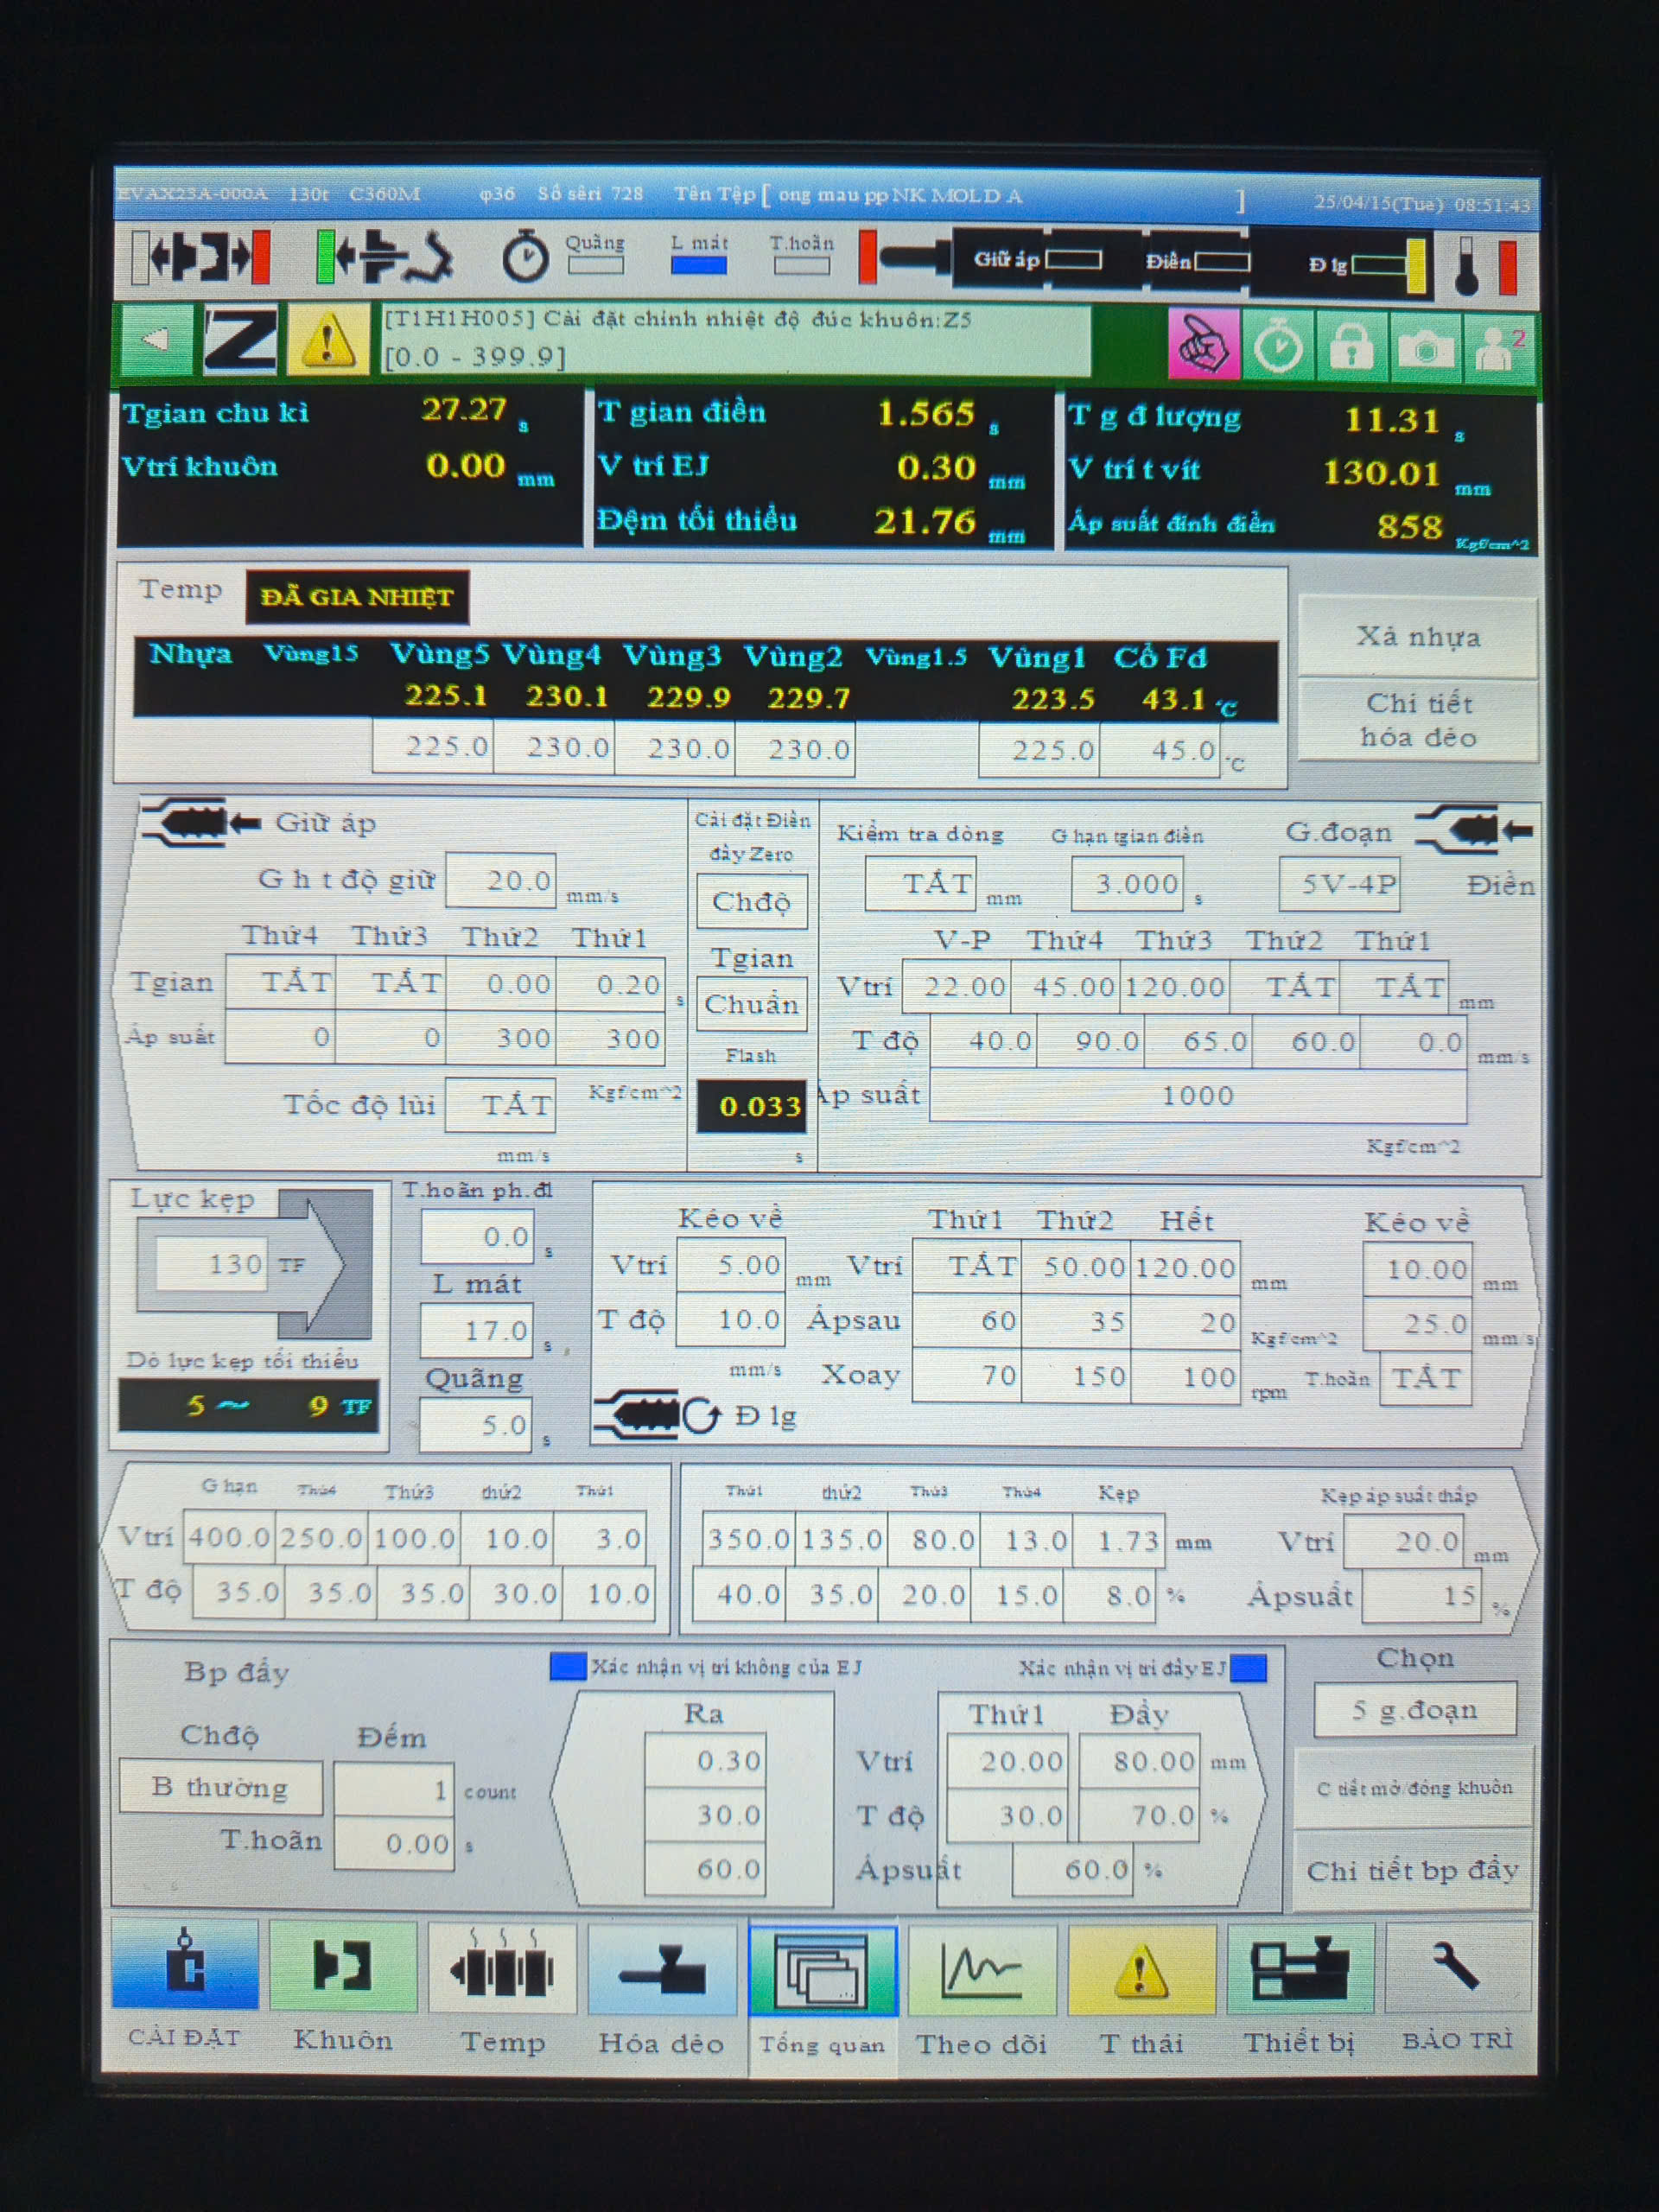 EVAX23A-000A 130t C360M φ36 Số sêri 728 Tên Tệp [ ong mau pp NK MOLD A ] 25/04/15(Tue) 08:51:43
Quãng L mát T.hoãn Giữ áp Điền Đ lg
[T1H1H005] Cài đặt chính nhiệt độ đúc khuôn:Z5
[0.0 - 399.9]
2
Tgian chu kì 27.27 s T gian điền 1.565 s T g đ lượng 11.31 s
Vtrí khuôn 0.00 mm V trí EJ 0.30 mm V trí t vít 130.01 mm
Đệm tối thiểu 21.76 mm Áp suất đỉnh điền 858 Kgf/cm^2
Temp ĐÃ GIA NHIỆT
Xả nhựa
Nhựa Vùng15 Vùng5 Vùng4 Vùng3 Vùng2 Vùng1.5 Vùng1 Cổ Fd
225.1 230.1 229.9 229.7 223.5 43.1 °C
225.0 230.0 230.0 230.0 225.0 45.0 °C
Chi tiết
hóa dẻo
Giữ áp
G h t độ giữ 20.0 mm/s
Thứ4 Thứ3 Thứ2 Thứ1
Tgian TẮT TẮT 0.00 0.20 s
Áp suất 0 0 300 300
Kgf/cm^2
Tốc độ lùi TẮT
mm/s
Cài đặt Điền
đầy Zero
Chđộ
Tgian
Chuẩn
Flash
0.033
s
Kiểm tra dòng G hạn tgian điền G.đoạn
TẮT mm 3.000 s 5V-4P Điền
V-P Thứ4 Thứ3 Thứ2 Thứ1
Vtrí 22.00 45.00 120.00 TẮT TẮT mm
T độ 40.0 90.0 65.0 60.0 0.0 mm/s
Áp suất 1000
Kgf/cm^2
Lực kẹp
130 TF
Dò lực kẹp tối thiểu
5 ~ 9 TF
T.hoãn ph.đl
0.0 s
L mát
17.0 s
Quãng
5.0 s
Kéo về Thứ1 Thứ2 Hết Kéo về
Vtrí 5.00 mm Vtrí TẮT 50.00 120.00 mm 10.00 mm
T độ 10.0 Ápsau 60 35 20 Kgf/cm^2 25.0 mm/s
mm/s Xoay 70 150 100 rpm T.hoãn TẮT
Đ lg
G hạn Thứ4 Thứ3 thứ2 Thứ1
Vtrí 400.0 250.0 100.0 10.0 3.0
T độ 35.0 35.0 35.0 30.0 10.0
Thứ1 thứ2 Thứ3 Thứ4 Kẹp Kẹp áp suất thấp
350.0 135.0 80.0 13.0 1.73 mm Vtrí 20.0 mm
40.0 35.0 20.0 15.0 8.0 % Ápsuất 15 %
Bp đẩy Xác nhận vị trí không của EJ Xác nhận vị trí đẩy EJ
Chđộ Đếm
B thường 1 count
T.hoãn 0.00 s
Ra Thứ1 Đẩy
0.30 Vtrí 20.00 80.00 mm
30.0 T độ 30.0 70.0 %
60.0 Ápsuất 60.0 %
Chọn
5 g.đoạn
C tiết mở/đóng khuôn
Chi tiết bp đẩy
CÀI ĐẶT Khuôn Temp Hóa dẻo Tổng quan Theo dõi T thái Thiết bị BẢO TRÌ